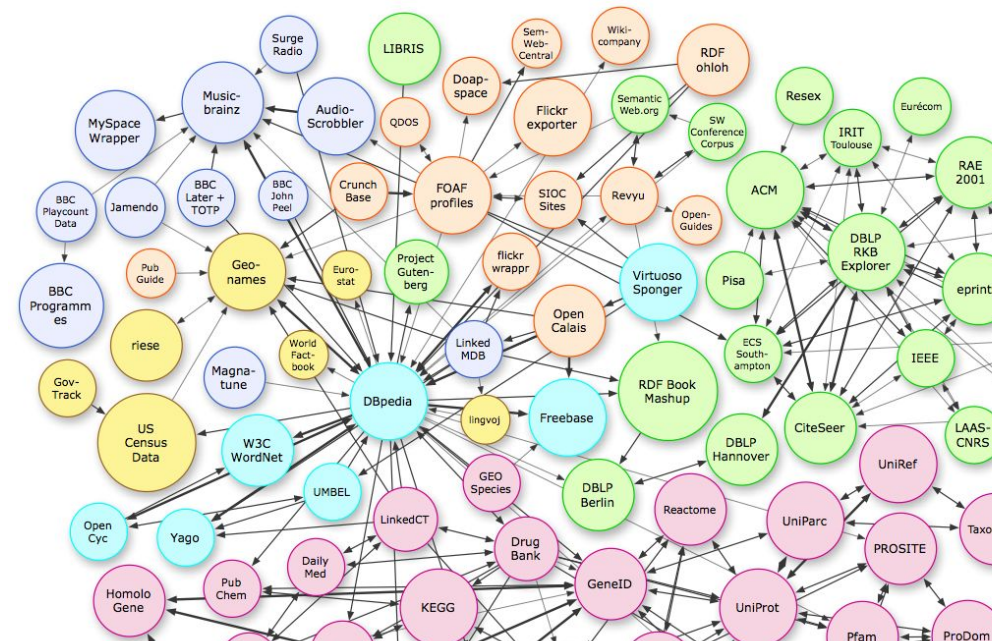 Surge
Radio
LIBRIS
Sem-
Web-
Central
Wiki-
company
RDF
ohloh
Doap-
space
Music-
brainz
MySpace
Wrapper
Audio-
Scrobbler
QDOS
Flickr
exporter
Semantic
Web.org
SW
Conference
Corpus
Resex
Eurécom
IRIT
Toulouse
RAE
2001
ACM
BBC
Playcount
Data
Jamendo
BBC
Later +
TOTP
BBC
John
Peel
Crunch
Base
FOAF
profiles
SIOC
Sites
Revyu
Open-
Guides
DBLP
RKB
Explorer
Pub
Guide
Geo-
names
Euro-
stat
Project
Guten-
berg
flickr
wrappr
Virtuoso
Sponger
Pisa
eprint
BBC
Programm
es
riese
World
Fact-
book
Linked
MDB
Open
Calais
ECS
South-
ampton
IEEE
Gov-
Track
Magna-
tune
DBpedia
lingvoj
Freebase
RDF Book
Mashup
US
Census
Data
W3C
WordNet
DBLP
Hannover
CiteSeer
LAAS-
CNRS
UMBEL
GEO
Species
DBLP
Berlin
UniRef
Open
Cyc
Yago
LinkedCT
Reactome
UniParc
Taxo
Drug
Bank
PROSITE
Daily
Med
Pub
Chem
GeneID
Homolo
Gene
KEGG
UniProt
Pfam
ProDom